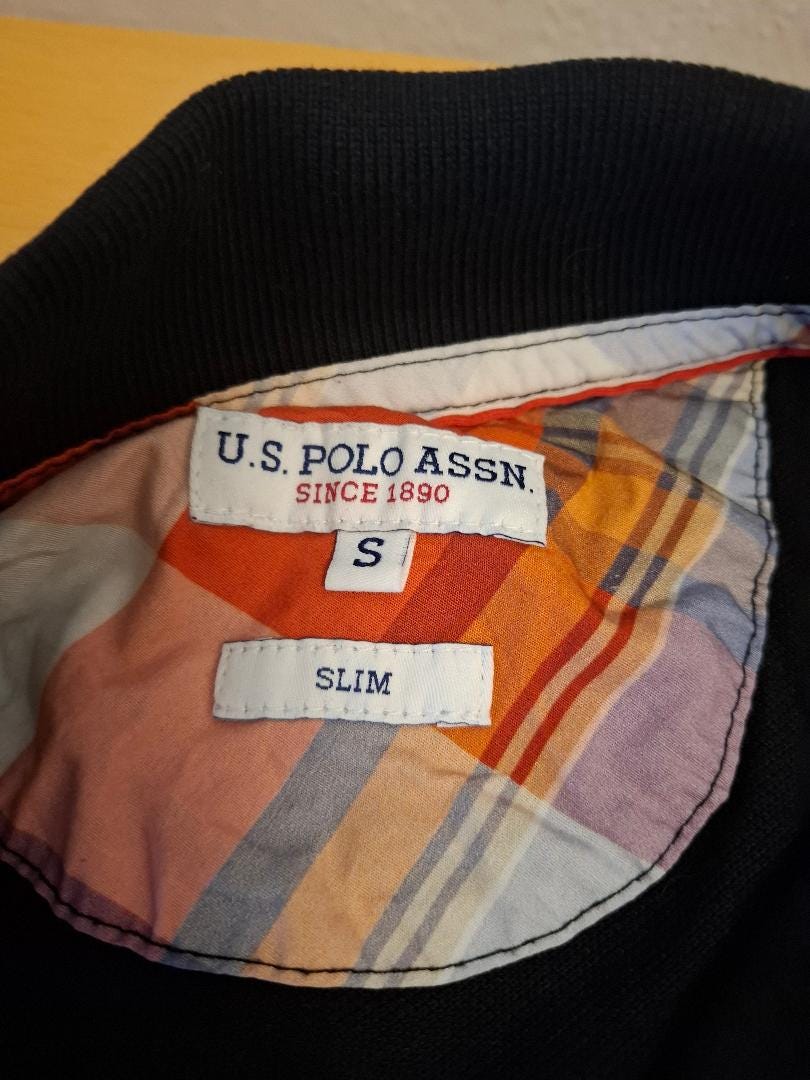 U.S. POLO ASSN.
SINCE 1890
S
SLIM